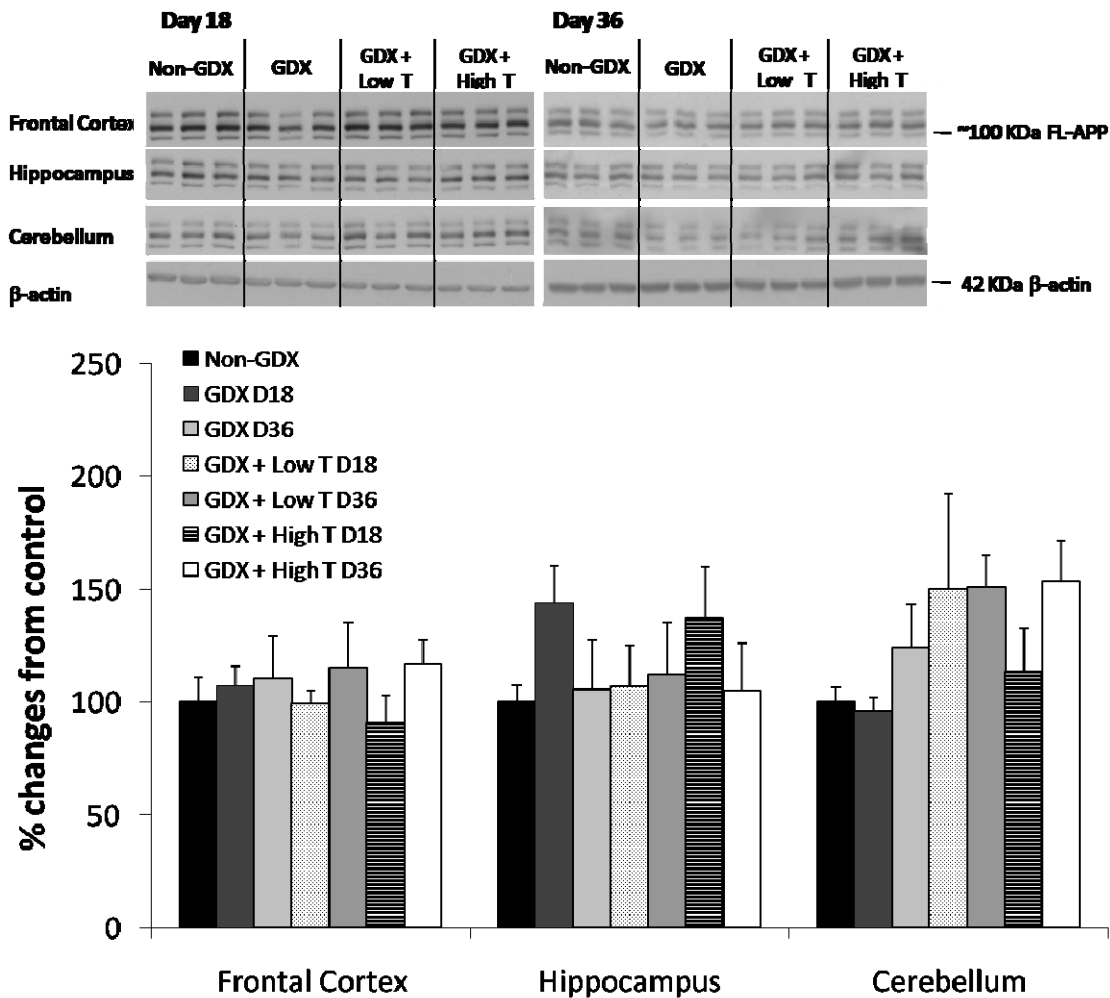 Day 18
Day 36
Non-GDX GDX GDX + Low T GDX + High T
Non-GDX GDX GDX + Low T GDX + High T
Frontal Cortex
~100 KDa FL-APP
Hippocampus
Cerebellum
β-actin
42 KDa β-actin
Non-GDX
GDX D18
GDX D36
GDX + Low T D18
GDX + Low T D36
GDX + High T D18
GDX + High T D36
% changes from control
250
200
150
100
50
0
Frontal Cortex Hippocampus Cerebellum